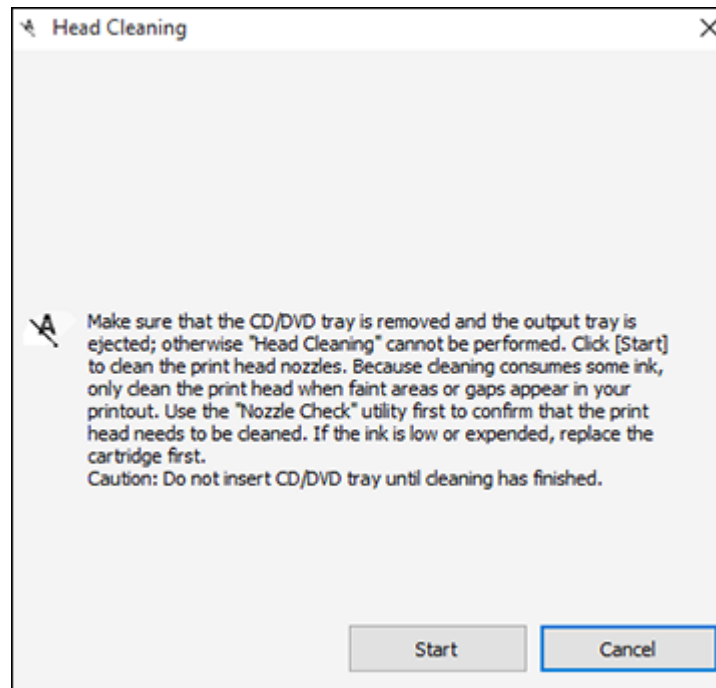 Head Cleaning
Make sure that the CD/DVD tray is removed and the output tray is
ejected; otherwise "Head Cleaning" cannot be performed. Click [Start]
to clean the print head nozzles. Because cleaning consumes some ink,
only clean the print head when faint areas or gaps appear in your
printout. Use the "Nozzle Check" utility first to confirm that the print
head needs to be cleaned. If the ink is low or expended, replace the
cartridge first.
Caution: Do not insert CD/DVD tray until cleaning has finished.
Start
Cancel